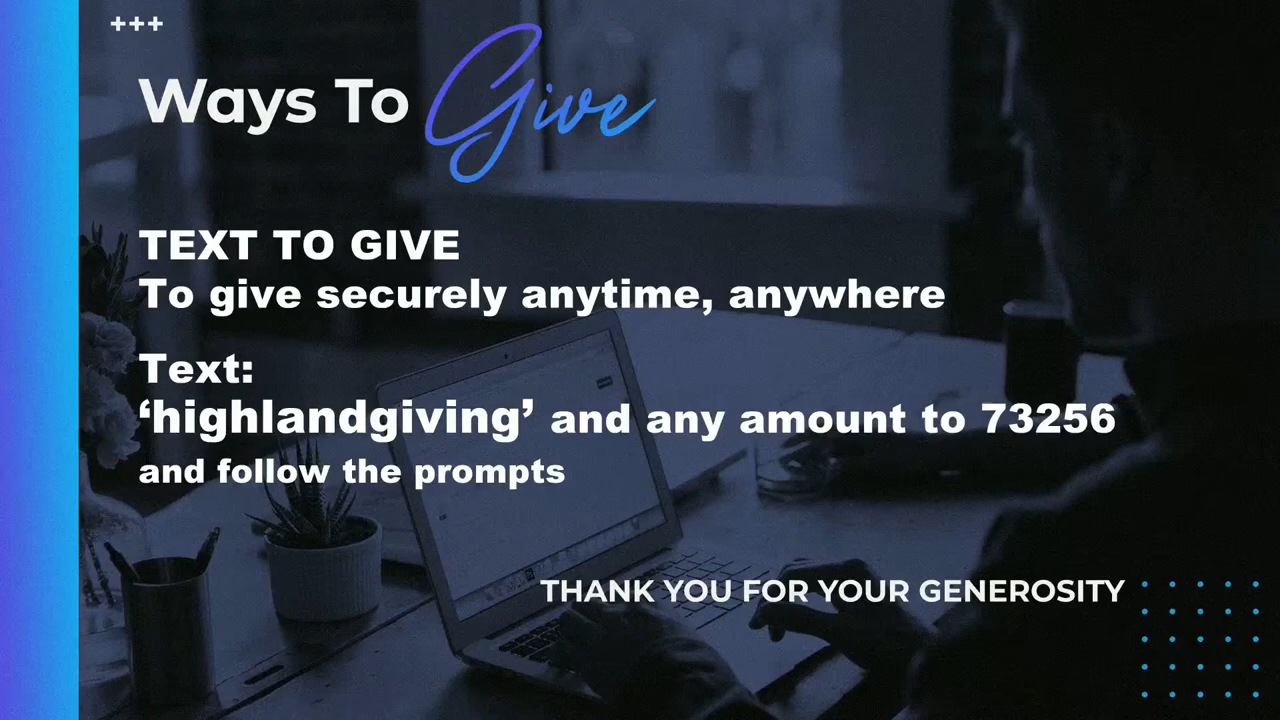 +++
Ways To Give
TEXT TO GIVE
To give securely anytime, anywhere
Text:
‘highlandgiving’ and any amount to 73256
and follow the prompts
THANK YOU FOR YOUR GENEROSITY